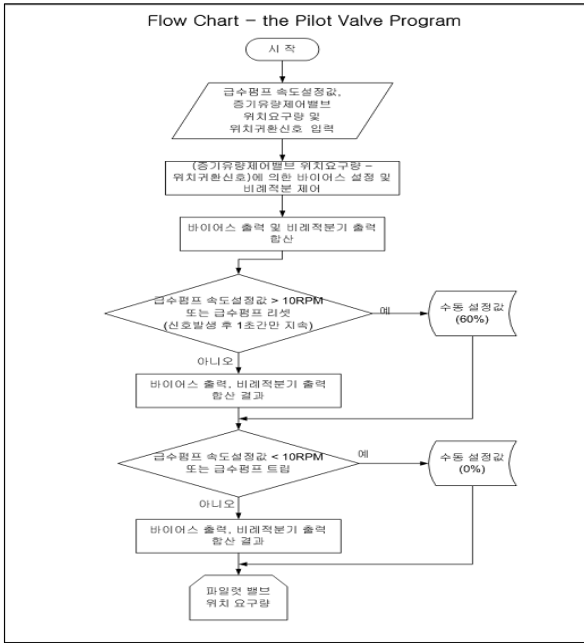 Flow Chart - the Pilot Valve Program
시 작
급수펌프 속도설정값,
증기유량제어밸브
위치요구량 및
위치귀환신호 입력
(증기유량제어밸브 위치요구량 -
위치귀환신호)에 의한 바이어스 설정 및
비례적분 제어
바이어스 출력 및 비례적분기 출력
합산
급수펌프 속도설정값 > 10RPM
또는 급수펌프 리셋
(신호발생 후 1초간만 지속)
예
수동 설정값
(60%)
아니오
바이어스 출력, 비례적분기 출력
합산 결과
급수펌프 속도설정값 < 10RPM
또는 급수펌프 트립
예
수동 설정값
(0%)
아니오
바이어스 출력, 비례적분기 출력
합산 결과
파일럿 밸브
위치 요구량